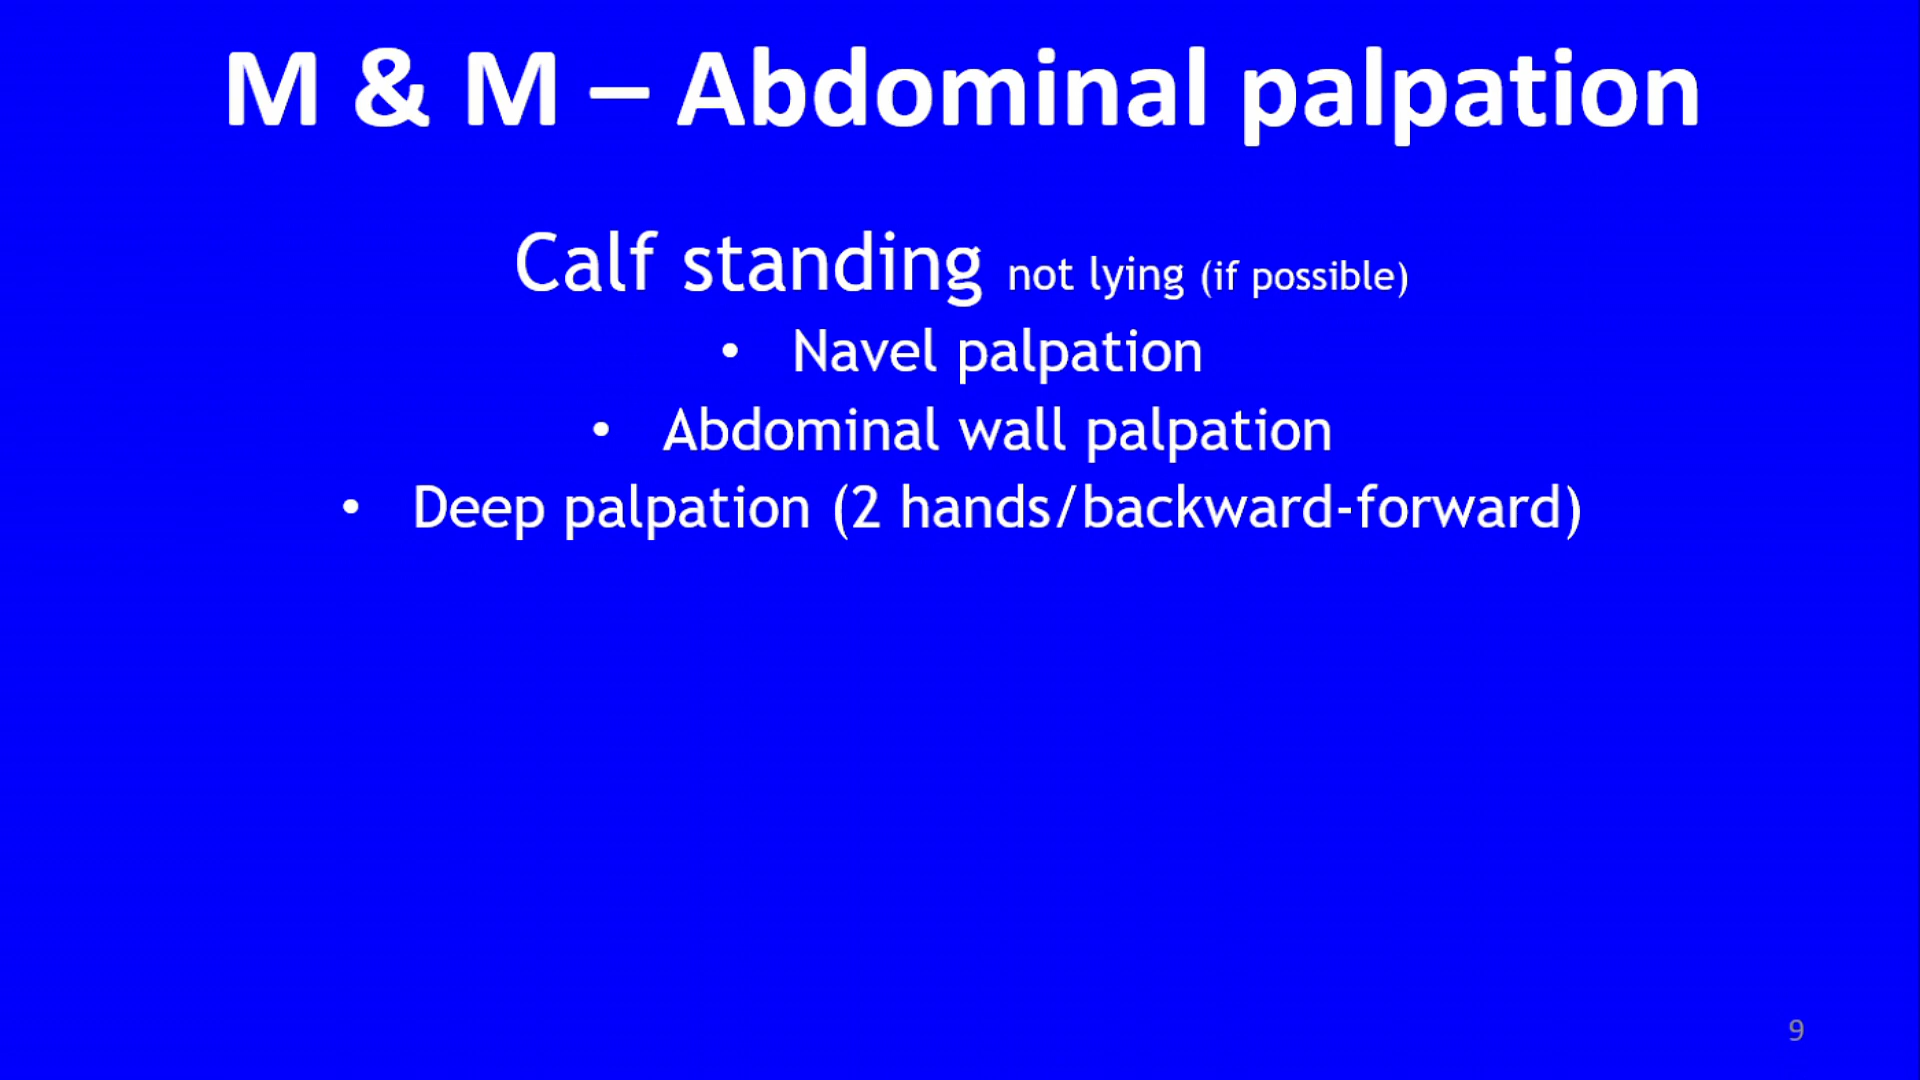 M & M – Abdominal palpation
Calf standing not lying (if possible)
• Navel palpation
• Abdominal wall palpation
• Deep palpation (2 hands/backward-forward)
9